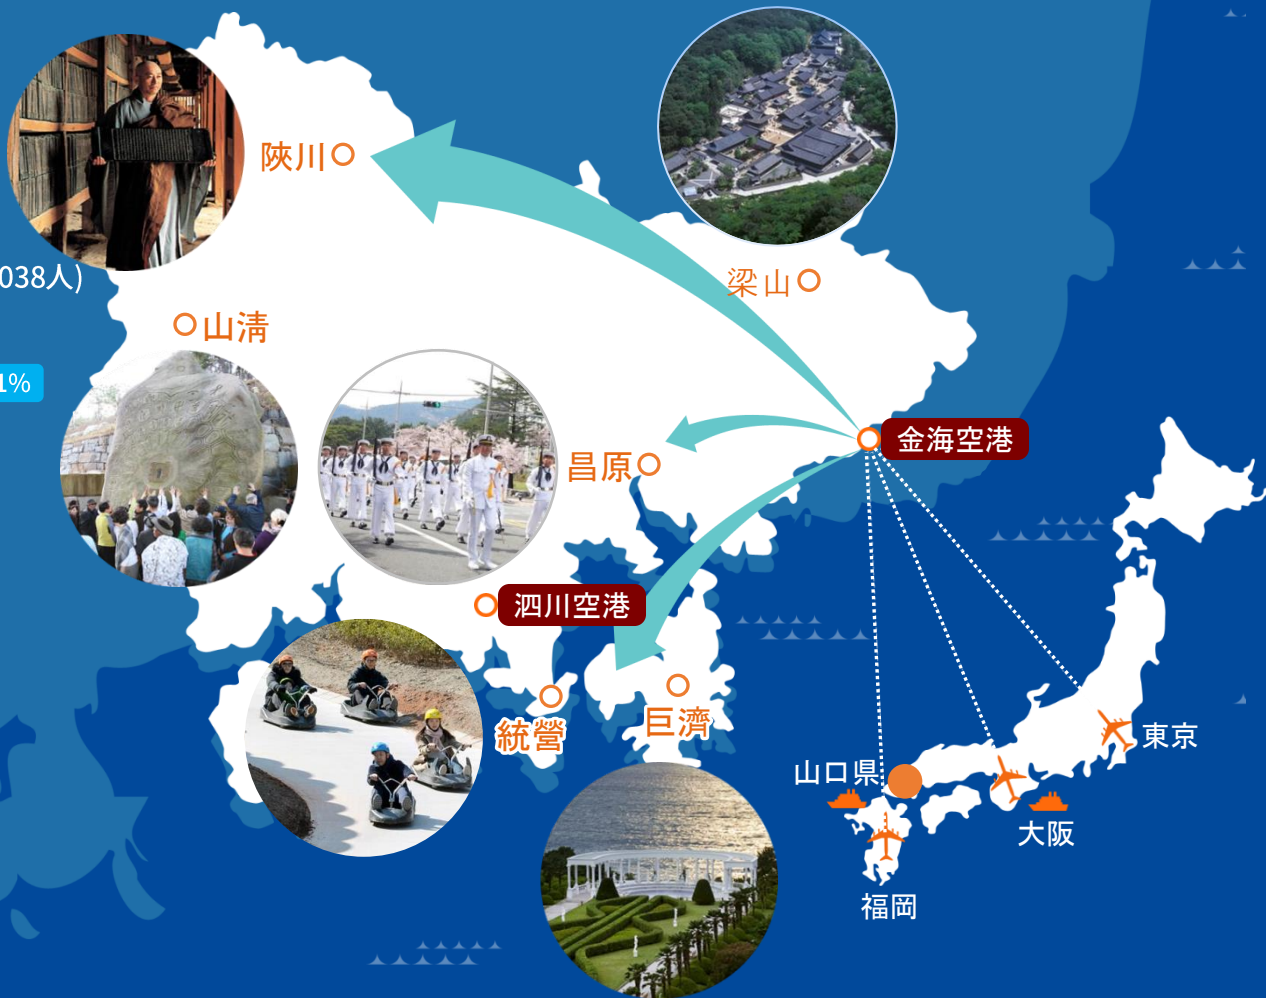 陜川
梁山
038人)
山淸
1%
金海空港
昌原
泗川空港
巨濟
統營
東京
山口県
大阪
福岡